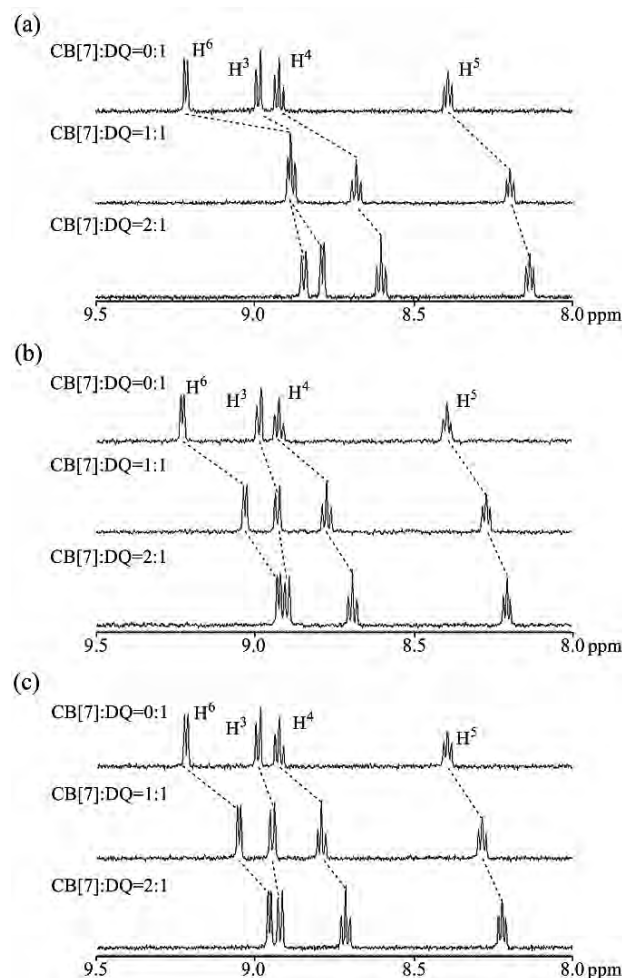 (a)
CB[7]:DQ=0:1
H⁶
H³
H⁴
H⁵
CB[7]:DQ=1:1
CB[7]:DQ=2:1
9.5 9.0 8.5 8.0 ppm
(b)
CB[7]:DQ=0:1
H⁶
H³
H⁴
H⁵
CB[7]:DQ=1:1
CB[7]:DQ=2:1
9.5 9.0 8.5 8.0 ppm
(c)
CB[7]:DQ=0:1
H⁶
H³
H⁴
H⁵
CB[7]:DQ=1:1
CB[7]:DQ=2:1
9.5 9.0 8.5 8.0 ppm